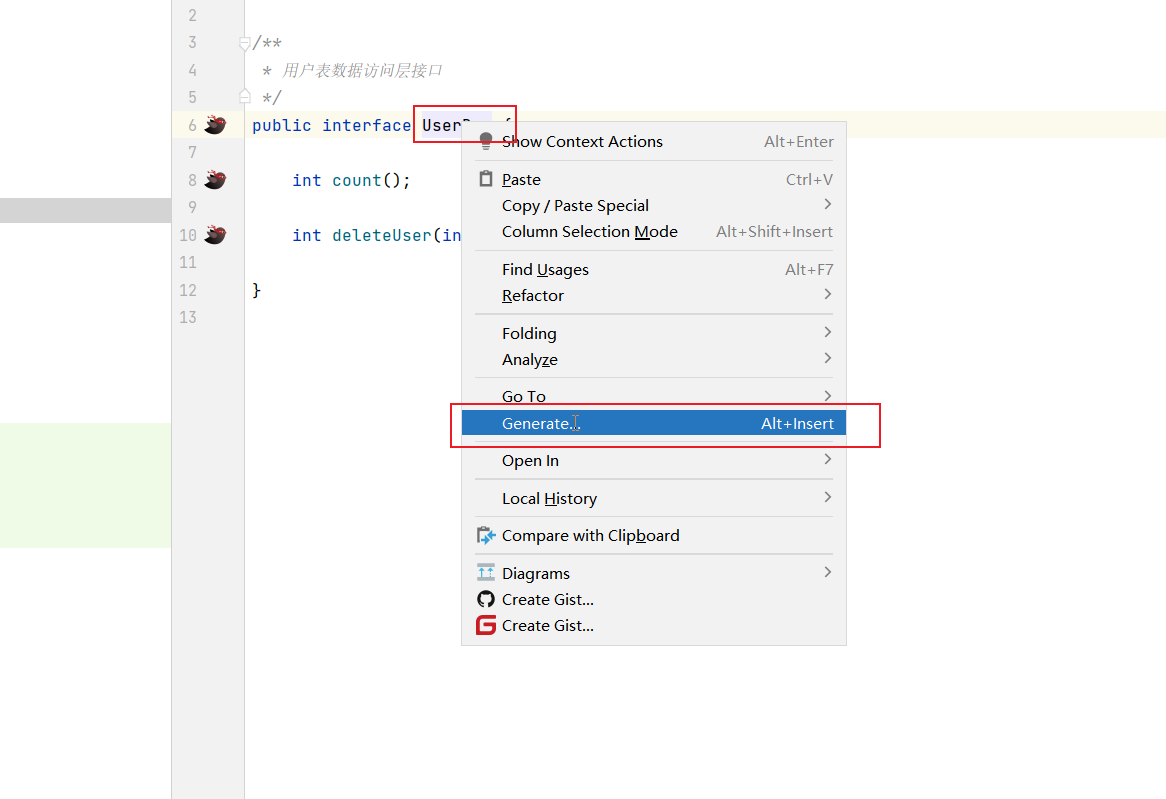 2
3 /**
4 * 用户表数据访问层接口
5 */
6 public interface User {
7
8 int count();
9
10 int deleteUser(in
11
12 }
13
Show Context Actions Alt+Enter
Paste Ctrl+V
Copy / Paste Special
Column Selection Mode Alt+Shift+Insert
Find Usages Alt+F7
Refactor
Folding
Analyze
Go To
Generate... Alt+Insert
Open In
Local History
Compare with Clipboard
Diagrams
Create Gist...
Create Gist...